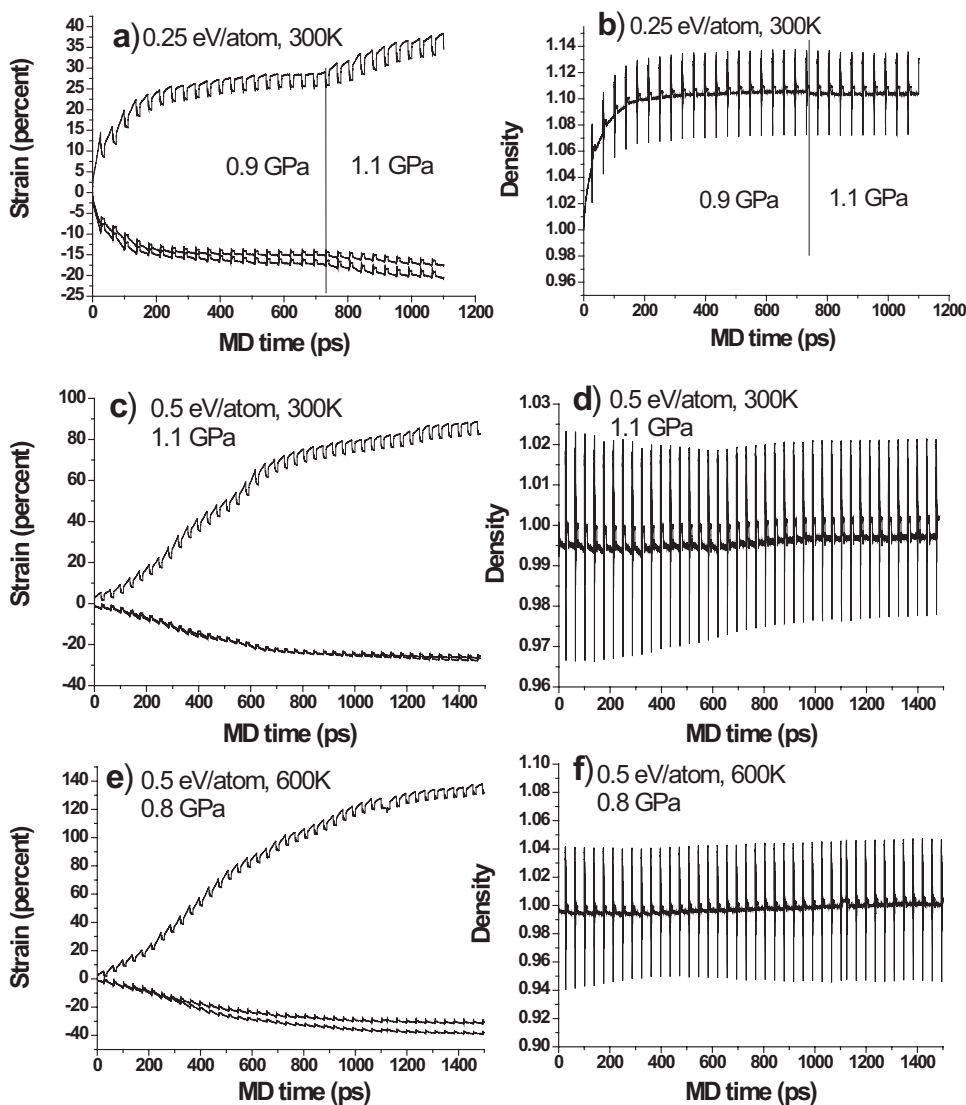 a) 0.25 eV/atom, 300K
Strain (percent)
40
35
30
25
20
15
10
5
0
-5
-10
-15
-20
-25
0.9 GPa
1.1 GPa
0 200 400 600 800 1000 1200
MD time (ps)
b) 0.25 eV/atom, 300K
Density
1.14
1.12
1.10
1.08
1.06
1.04
1.02
1.00
0.98
0.96
0.9 GPa
1.1 GPa
0 200 400 600 800 1000 1200
MD time (ps)
c) 0.5 eV/atom, 300K
1.1 GPa
Strain (percent)
100
80
60
40
20
0
-20
-40
0 200 400 600 800 1000 1200 1400
MD time (ps)
d) 0.5 eV/atom, 300K
1.1 GPa
Density
1.03
1.02
1.01
1.00
0.99
0.98
0.97
0.96
0 200 400 600 800 1000 1200 1400
MD time (ps)
e) 0.5 eV/atom, 600K
0.8 GPa
Strain (percent)
140
120
100
80
60
40
20
0
-20
-40
0 200 400 600 800 1000 1200 1400
MD time (ps)
f) 0.5 eV/atom, 600K
0.8 GPa
Density
1.10
1.08
1.06
1.04
1.02
1.00
0.98
0.96
0.94
0.92
0.90
0 200 400 600 800 1000 1200 1400
MD time (ps)